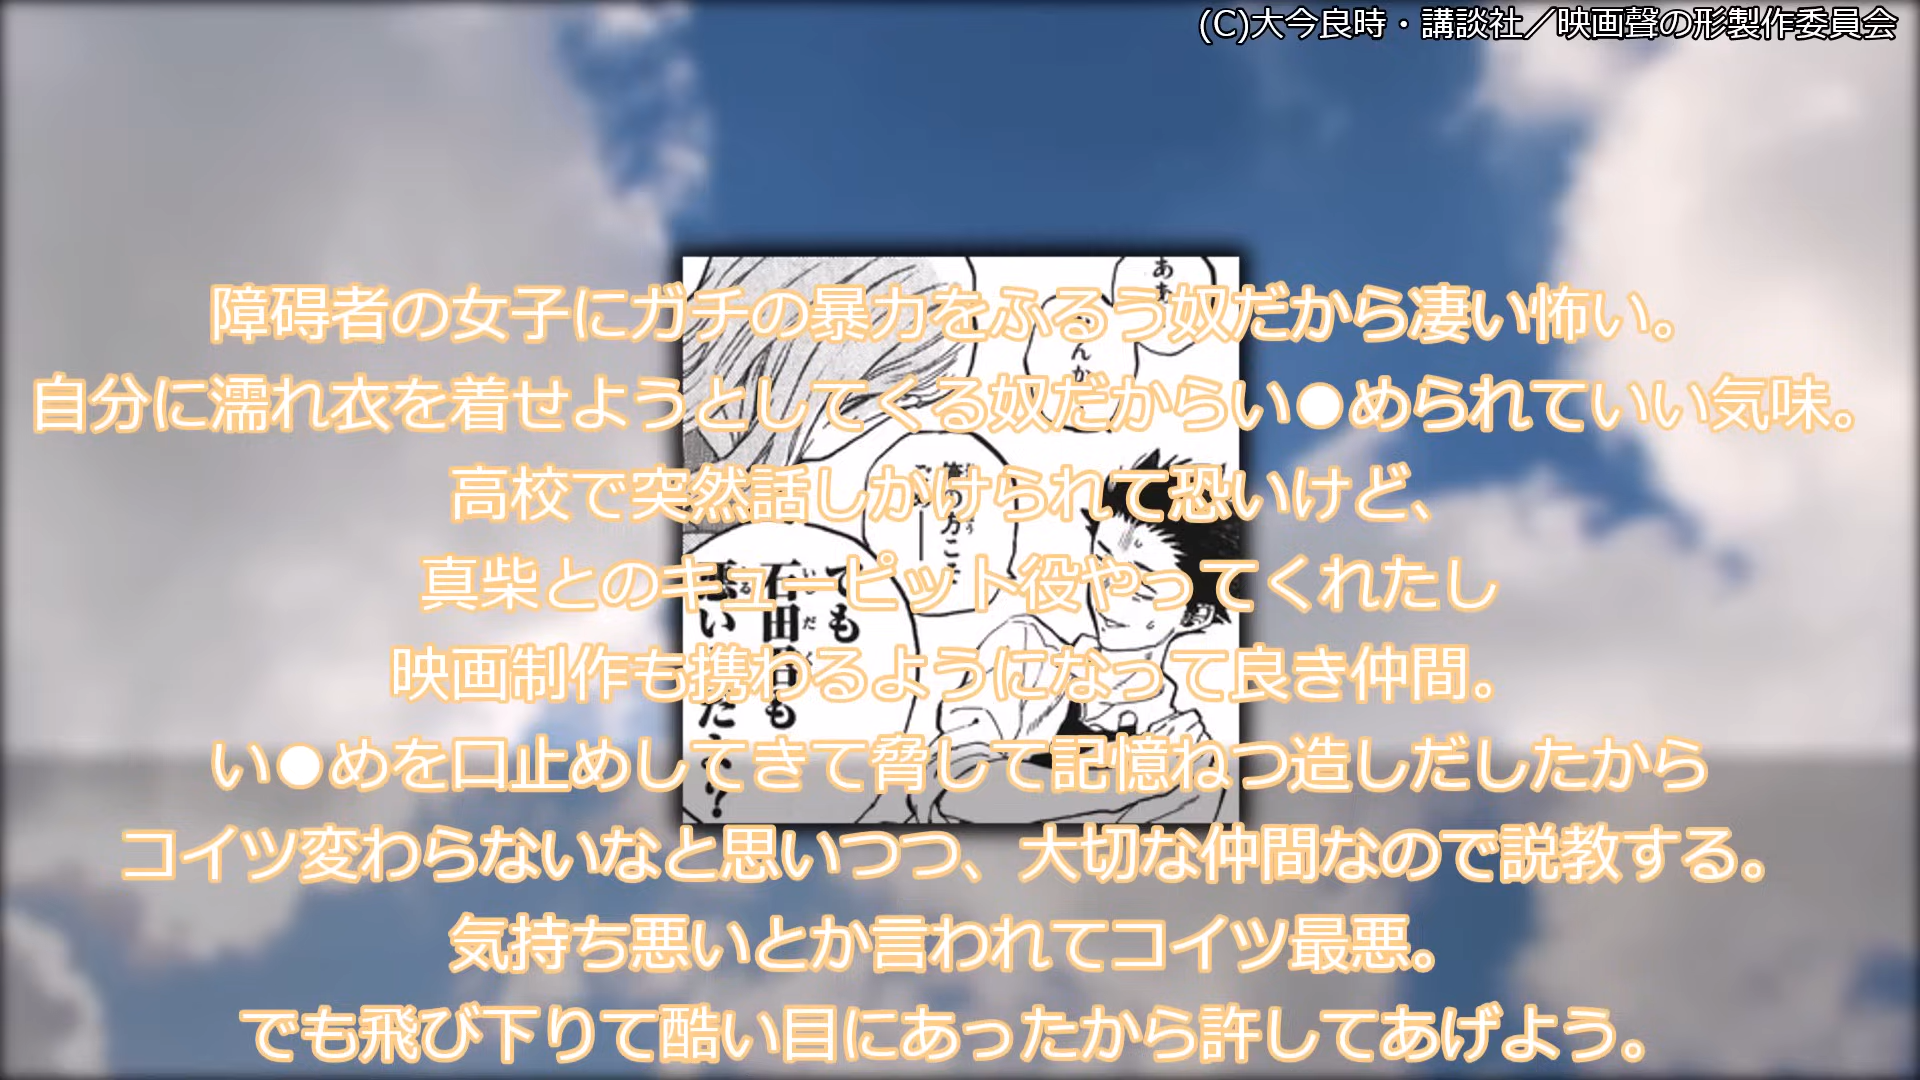 (C)大今良時・講談社／映画聲の形製作委員会
障碍者の女子にガチの暴力をふるう奴だから凄い怖い。
自分に濡れ衣を着せようとしてくる奴だからい●められていい気味。
高校で突然話しかけられて恐いけど、
真柴とのキューピット役やってくれたし
映画制作も携わるようになって良き仲間。
い●めを口止めしてきて脅して記憶ねつ造しだしたから
コイツ変わらないなと思いつつ、大切な仲間なので説教する。
気持ち悪いとか言われてコイツ最悪。
でも飛び下りて酷い目にあったから許してあげよう。
でも